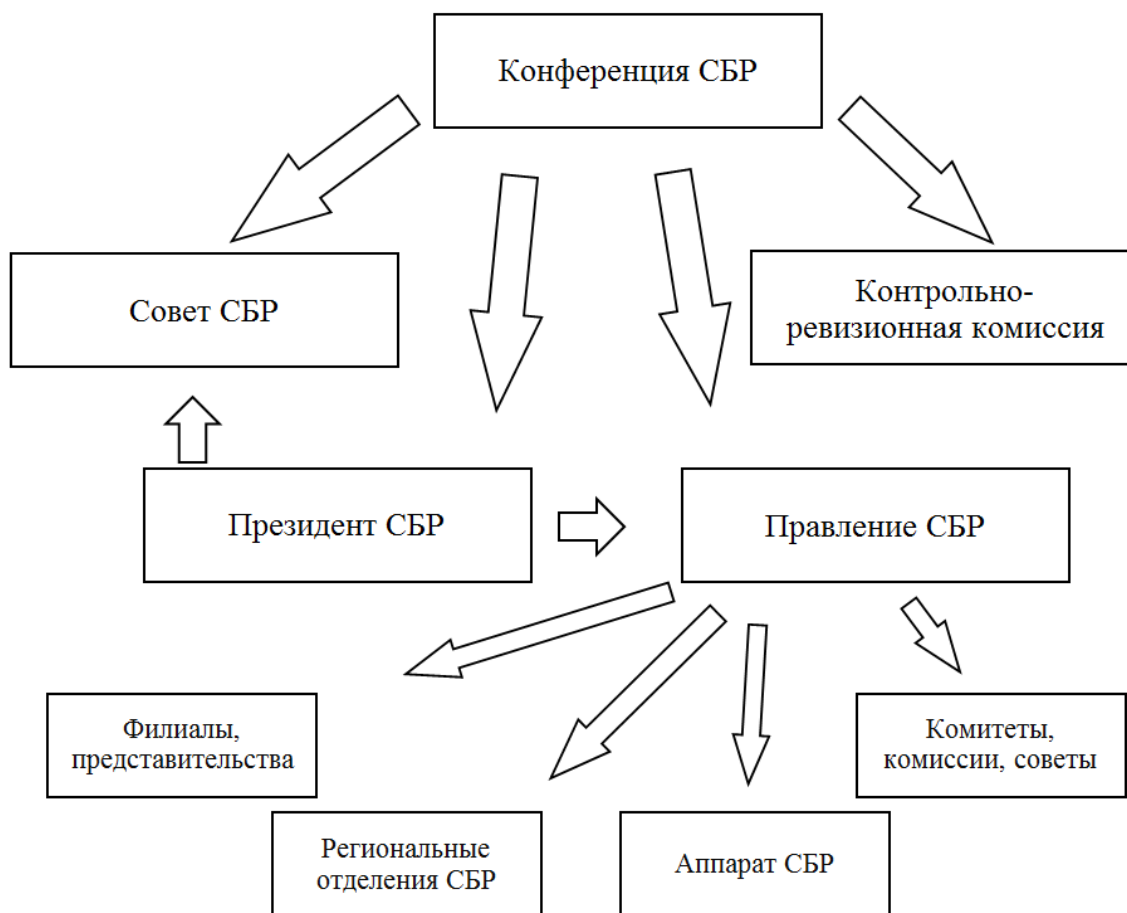 Конференция СБР
Совет СБР
Контрольно-
ревизионная комиссия
Президент СБР
Правление СБР
Филиалы,
представительства
Комитеты,
комиссии, советы
Региональные
отделения СБР
Аппарат СБР